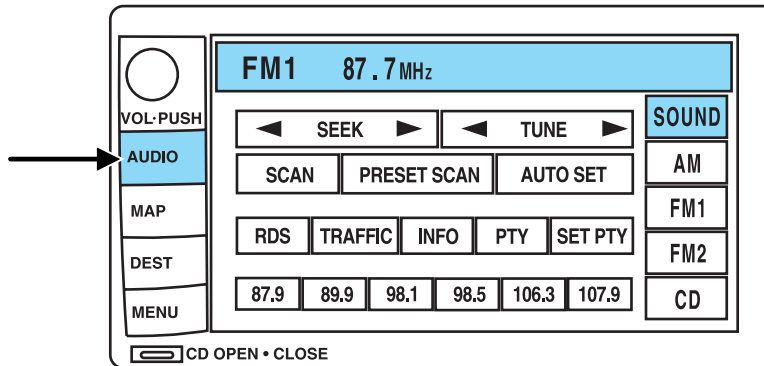 FM1 87.7 MHz
VOL·PUSH
AUDIO
MAP
DEST
MENU
SEEK TUNE
SCAN PRESET SCAN AUTO SET
RDS TRAFFIC INFO PTY SET PTY
87.9 89.9 98.1 98.5 106.3 107.9
SOUND
AM
FM1
FM2
CD
CD OPEN • CLOSE